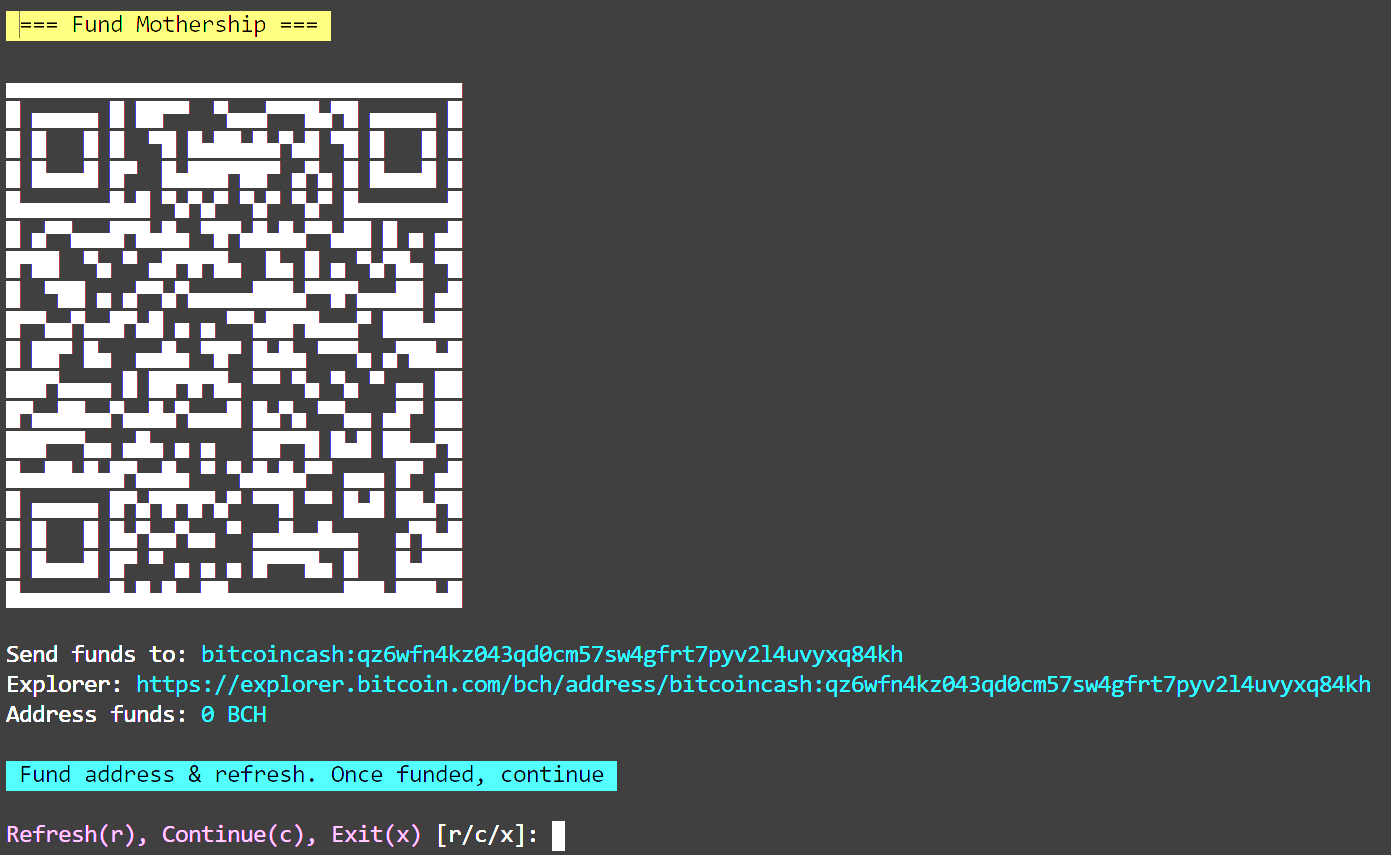 === Fund Mothership ===
Send funds to: bitcoincash:qz6wfn4kz043qd0cm57sw4gfrt7pyv2l4uvyxq84kh
Explorer: https://explorer.bitcoin.com/bch/address/bitcoincash:qz6wfn4kz043qd0cm57sw4gfrt7pyv2l4uvyxq84kh
Address funds: 0 BCH
Fund address & refresh. Once funded, continue
Refresh(r), Continue(c), Exit(x) [r/c/x]: